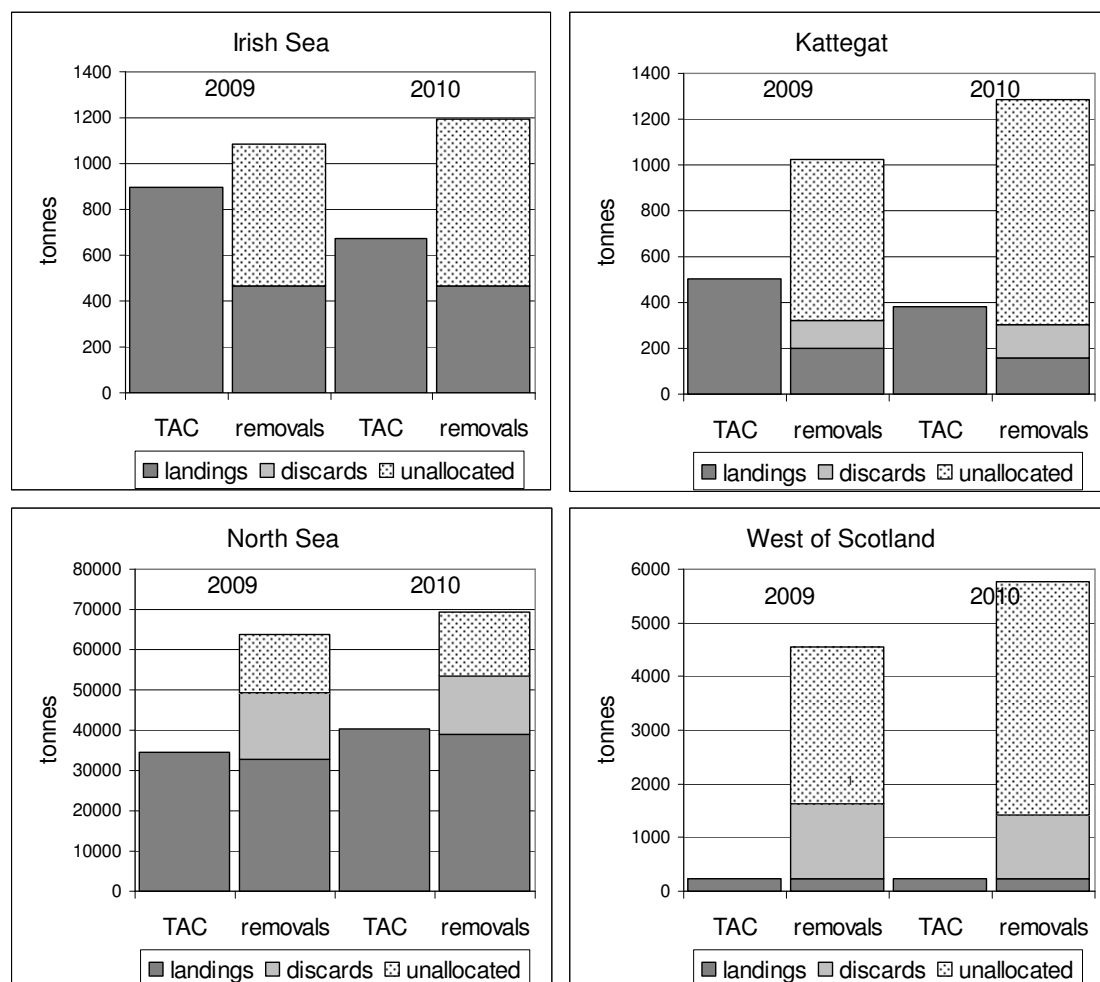 Irish Sea
1400
1200
1000
800
600
400
200
0
tonnes
2009 2010
TAC removals TAC removals
landings discards unallocated
Kattegat
1400
1200
1000
800
600
400
200
0
tonnes
2009 2010
TAC removals TAC removals
landings discards unallocated
North Sea
80000
70000
60000
50000
40000
30000
20000
10000
0
tonnes
2009 2010
TAC removals TAC removals
landings discards unallocated
West of Scotland
6000
5000
4000
3000
2000
1000
0
tonnes
2009 2010
TAC removals TAC removals
landings discards unallocated